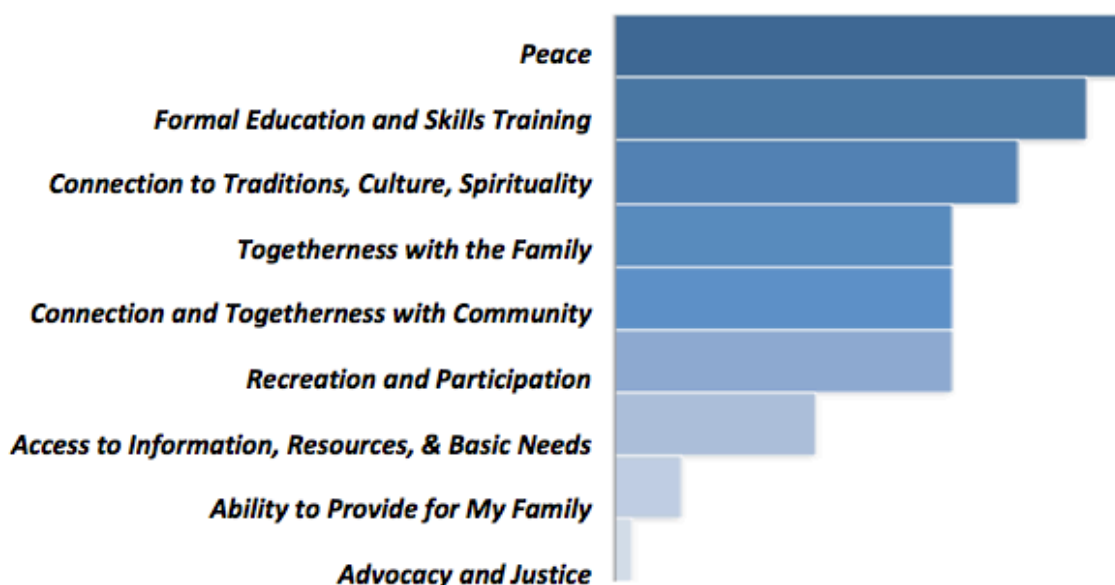 Peace
Formal Education and Skills Training
Connection to Traditions, Culture, Spirituality
Togetherness with the Family
Connection and Togetherness with Community
Recreation and Participation
Access to Information, Resources, & Basic Needs
Ability to Provide for My Family
Advocacy and Justice